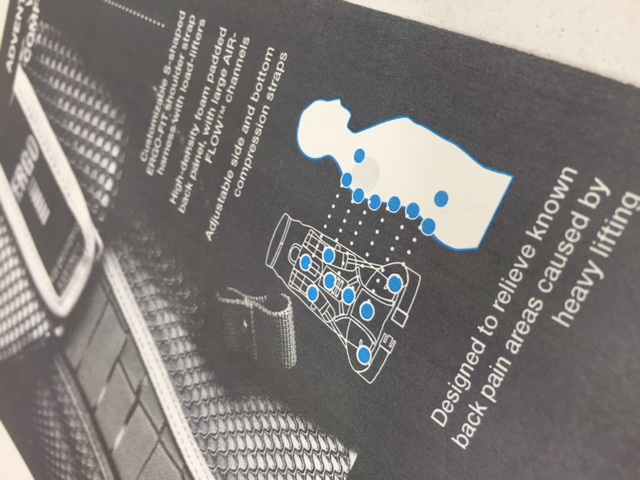 ERGO
ADVENT
COMF
Customizable S-shaped
ERGO-FIT shoulder strap
harness with load-lifters
High-density foam padded
back panel, with large AIR-
FLOW™ channels
Adjustable side and bottom
compression straps
Designed to relieve known
back pain areas caused by
heavy lifting